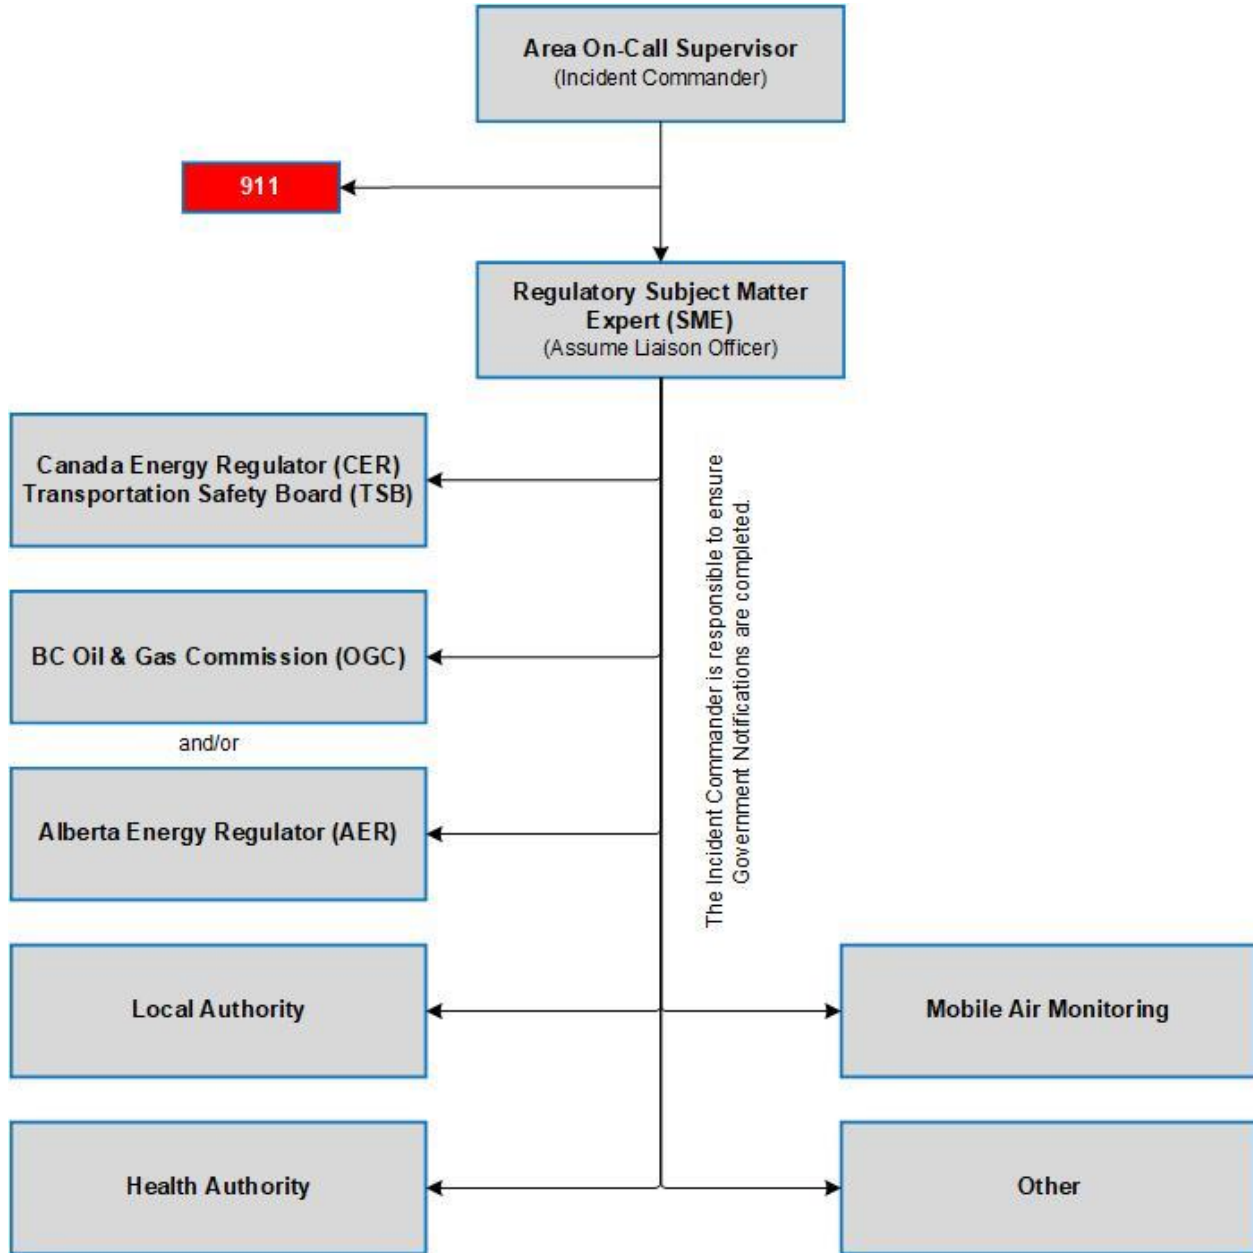 Area On-Call Supervisor
(Incident Commander)
911
Regulatory Subject Matter
Expert (SME)
(Assume Liaison Officer)
Canada Energy Regulator (CER)
Transportation Safety Board (TSB)
The Incident Commander is responsible to ensure
Government Notifications are completed.
BC Oil & Gas Commission (OGC)
and/or
Alberta Energy Regulator (AER)
Local Authority
Mobile Air Monitoring
Health Authority
Other